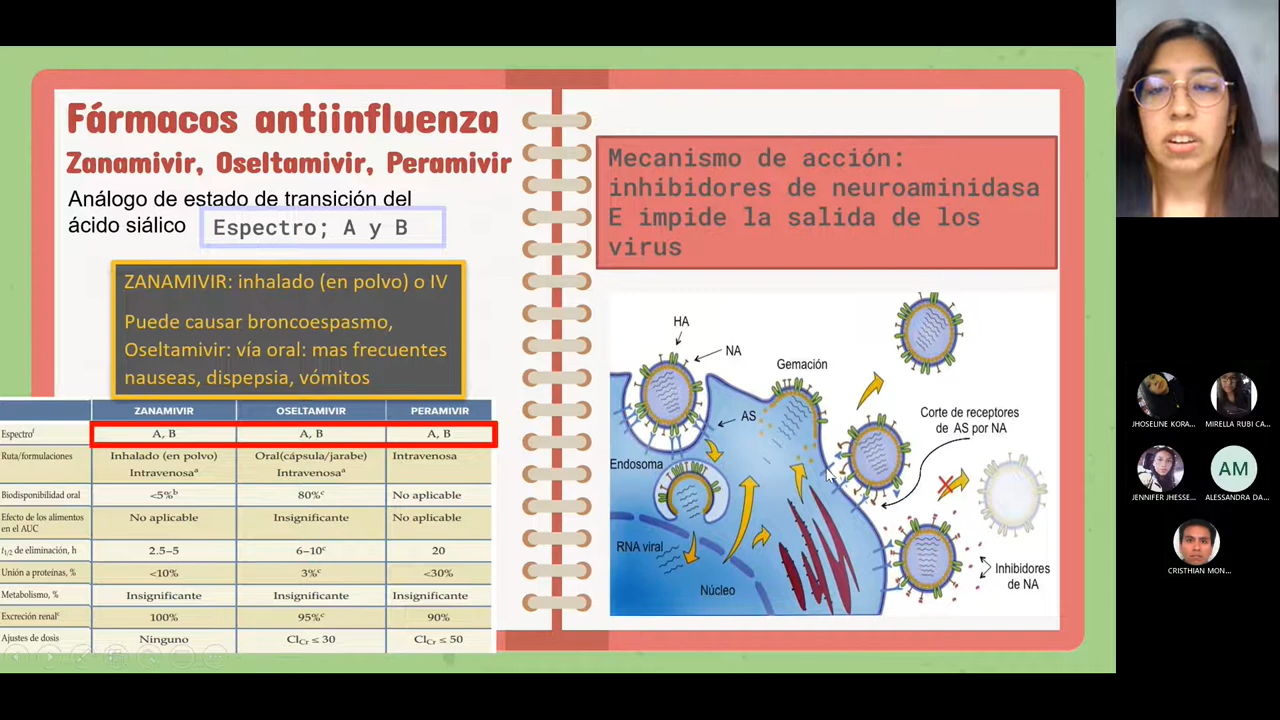 Fármacos antiinfluenza
Zanamivir, Oseltamivir, Peramivir
Análogo de estado de transición del
ácido siálico
Espectro; A y B
ZANAMIVIR: inhalado (en polvo) o IV
Puede causar broncoespasmo,
Oseltamivir: vía oral: mas frecuentes
nauseas, dispepsia, vómitos
ZANAMIVIR OSELTAMIVIR PERAMIVIR
Espectroᶠ A, B A, B A, B
Ruta/formulaciones Inhalado (en polvo) Oral(cápsula/jarabe) Intravenosa
Intravenosaᵃ Intravenosaᵃ
Biodisponibilidad oral <5%ᵇ 80%ᶜ No aplicable
Efecto de los alimentos No aplicable Insignificante No aplicable
en el AUC
t1/2 de eliminación, h 2.5–5 6–10ᶜ 20
Unión a proteínas, % <10% 3%ᶜ <30%
Metabolismo, % Insignificante Insignificante Insignificante
Excreción renalᶜ 100% 95%ᶜ 90%
Ajustes de dosis Ninguno ClCr ≤ 30 ClCr ≤ 50
Mecanismo de acción:
inhibidores de neuroaminidasa
E impide la salida de los
virus
HA
NA
Gemación
AS
Corte de receptores
de AS por NA
Endosoma
RNA viral
Núcleo
Inhibidores
de NA
JHOSELINE KORA...
MIRELLA RUBI CA...
JENNIFER JHESSE...
AM
ALESSANDRA DA...
CRISTHIAN MON...